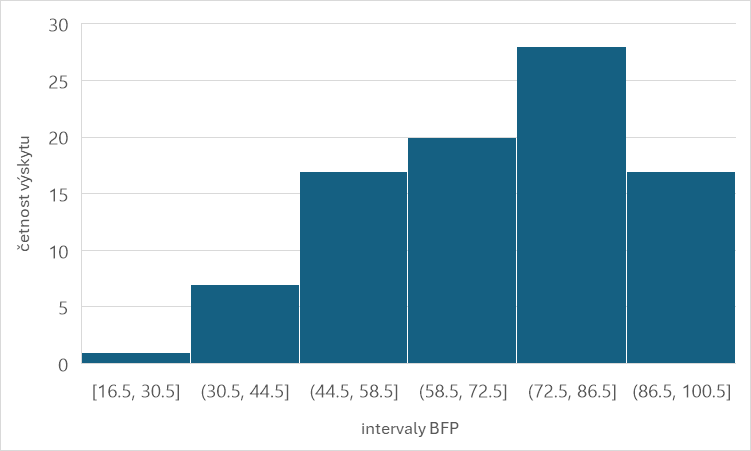 30
25
20
15
10
5
0
četnost výskytu
[16.5, 30.5] (30.5, 44.5] (44.5, 58.5] (58.5, 72.5] (72.5, 86.5] (86.5, 100.5]
intervaly BFP